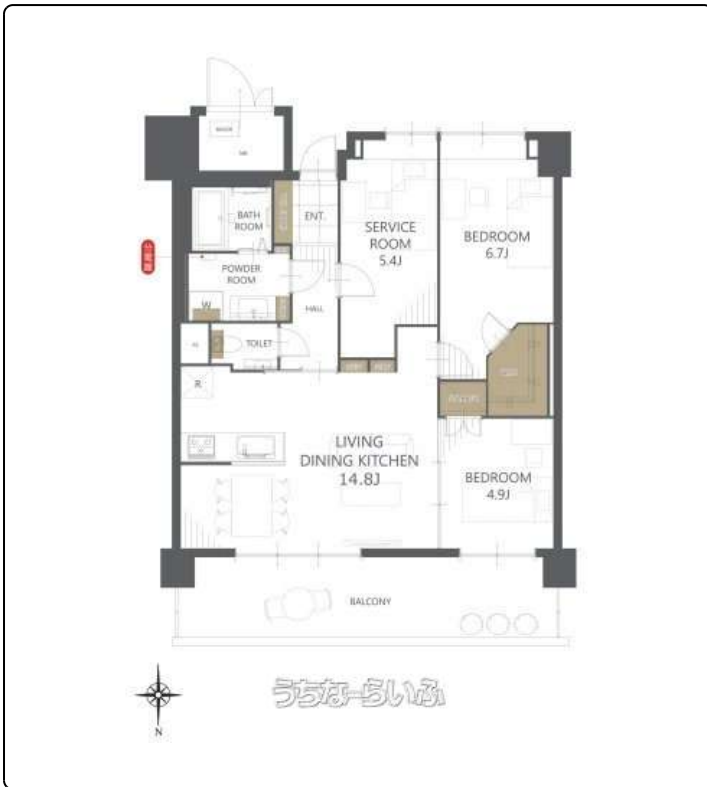 BATH
ROOM
ENT.
SERVICE
ROOM
5.4J
BEDROOM
6.7J
POWDER
ROOM
W
HALL
TOILET
R
LIVING
DINING KITCHEN
14.8J
BEDROOM
4.9J
BALCONY
N
うちなーらいふ